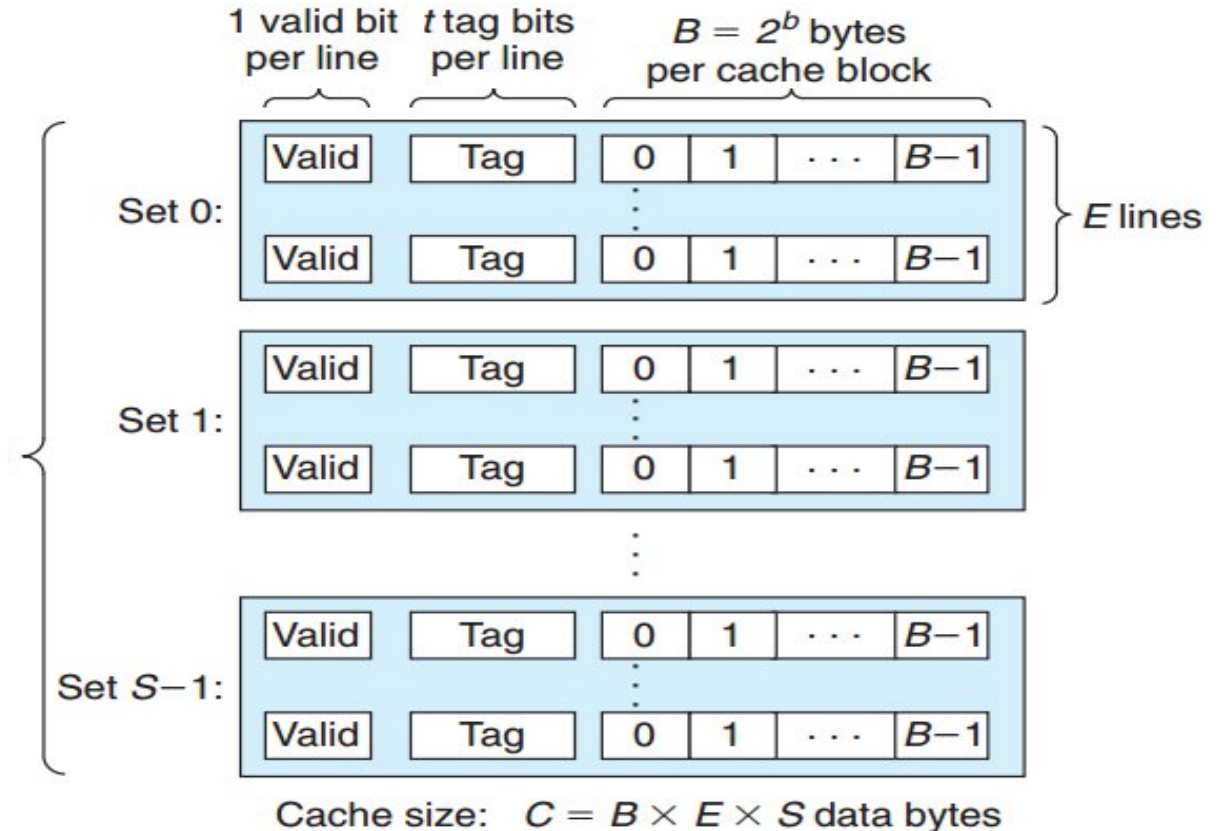 1 valid bit per line
t tag bits per line
B = 2^b bytes per cache block
Valid Tag 0 1 ... B−1
Set 0:
Valid Tag 0 1 ... B−1
E lines
Valid Tag 0 1 ... B−1
Set 1:
Valid Tag 0 1 ... B−1
Valid Tag 0 1 ... B−1
Set S−1:
Valid Tag 0 1 ... B−1
Cache size: C = B × E × S data bytes